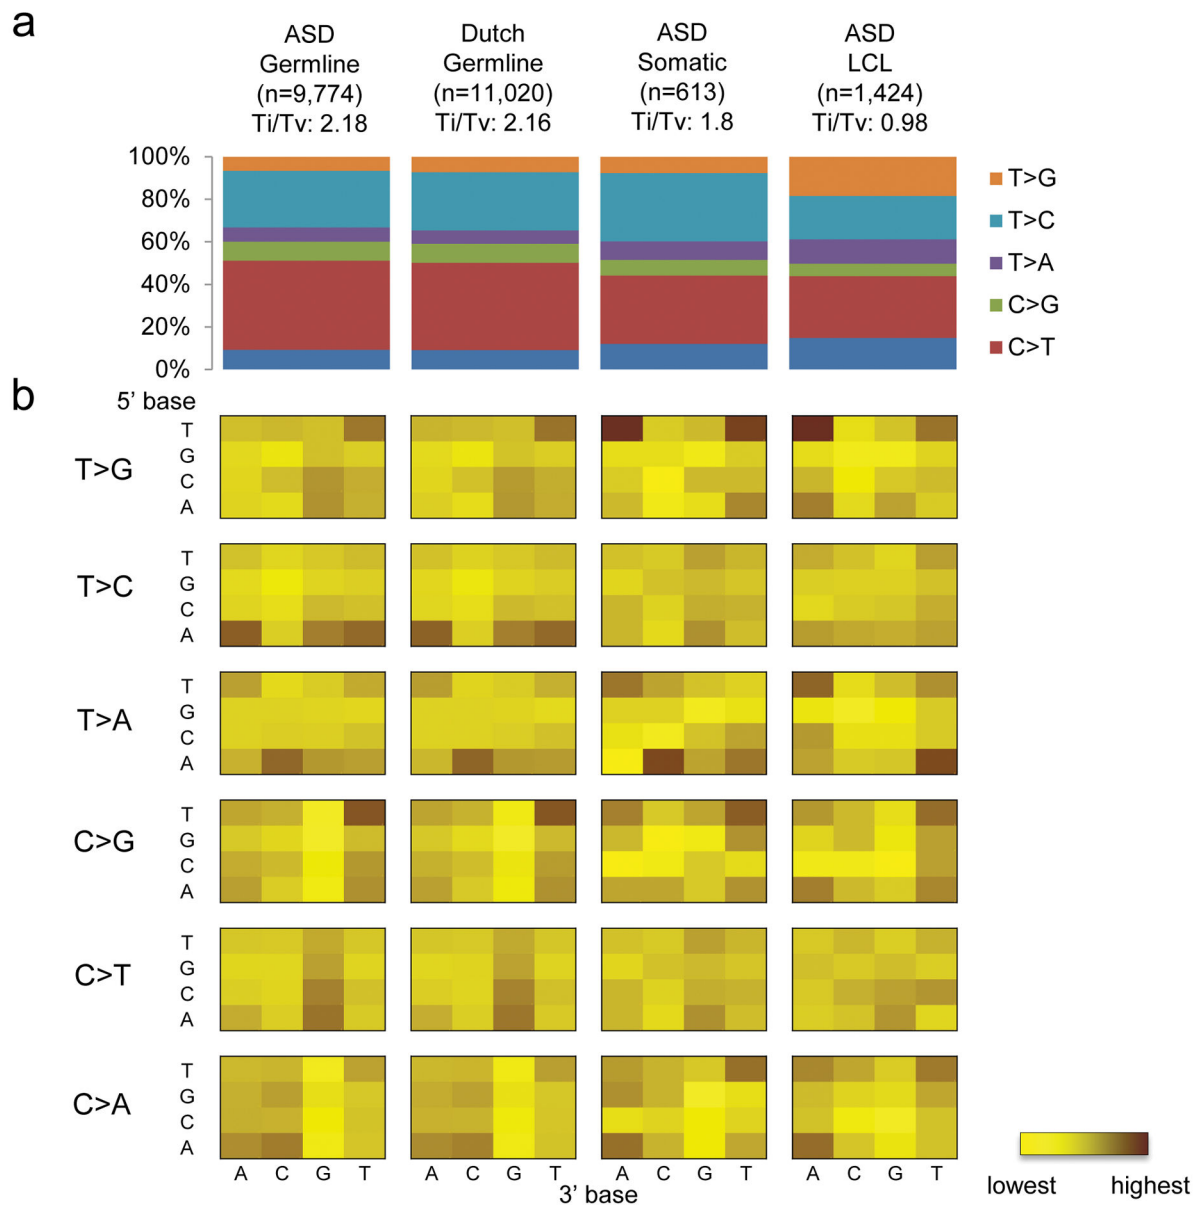 a
ASD
Germline
(n=9,774)
Ti/Tv: 2.18
Dutch
Germline
(n=11,020)
Ti/Tv: 2.16
ASD
Somatic
(n=613)
Ti/Tv: 1.8
ASD
LCL
(n=1,424)
Ti/Tv: 0.98
100%
80%
60%
40%
20%
0%
T>G
T>C
T>A
C>G
C>T
b
5' base
T>G
T
G
C
A
T>C
T
G
C
A
T>A
T
G
C
A
C>G
T
G
C
A
C>T
T
G
C
A
C>A
T
G
C
A
A C G T A C G T A C G T A C G T
3' base
lowest highest